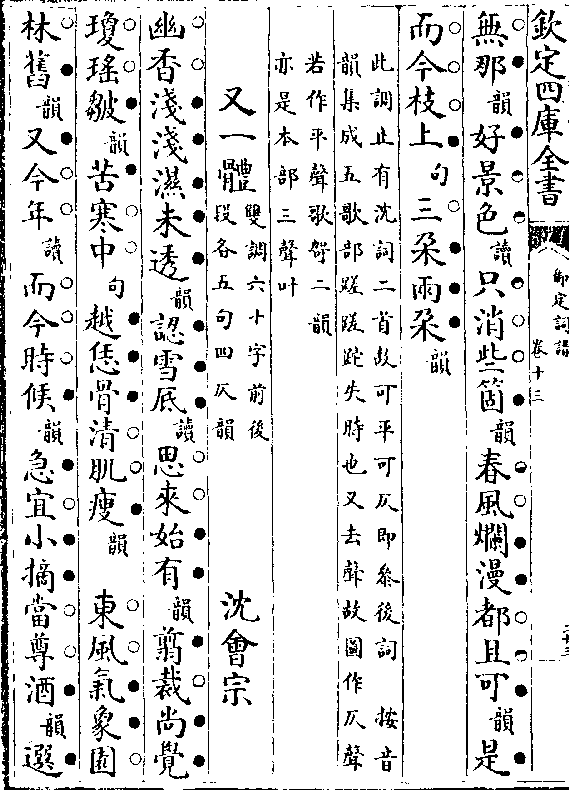 欽定四庫全書
御定詞譜
卷十三
無那韻好景色讀只消些箇韻春風爛漫都且可韻是
而今枝上句三朶兩朶韻
此調止有沈詞二首故可平可仄即叅後詞 按音
韻集成五歌部蹉蹉跎失時也又去聲故圖作仄聲
若作平聲歌舒二韻
亦是本部三聲叶
又一體雙調六十字前後
段各五句四仄韻 沈會宗
幽香淺淺濕未透韻認雪底讀思來始有韻翦裁尚覺
瓊瑤皺韻苦寒中句越恁骨清肌瘦韻 東風氣象園
林舊韻又今年讀而今時候韻急宜小摘當尊酒韻選